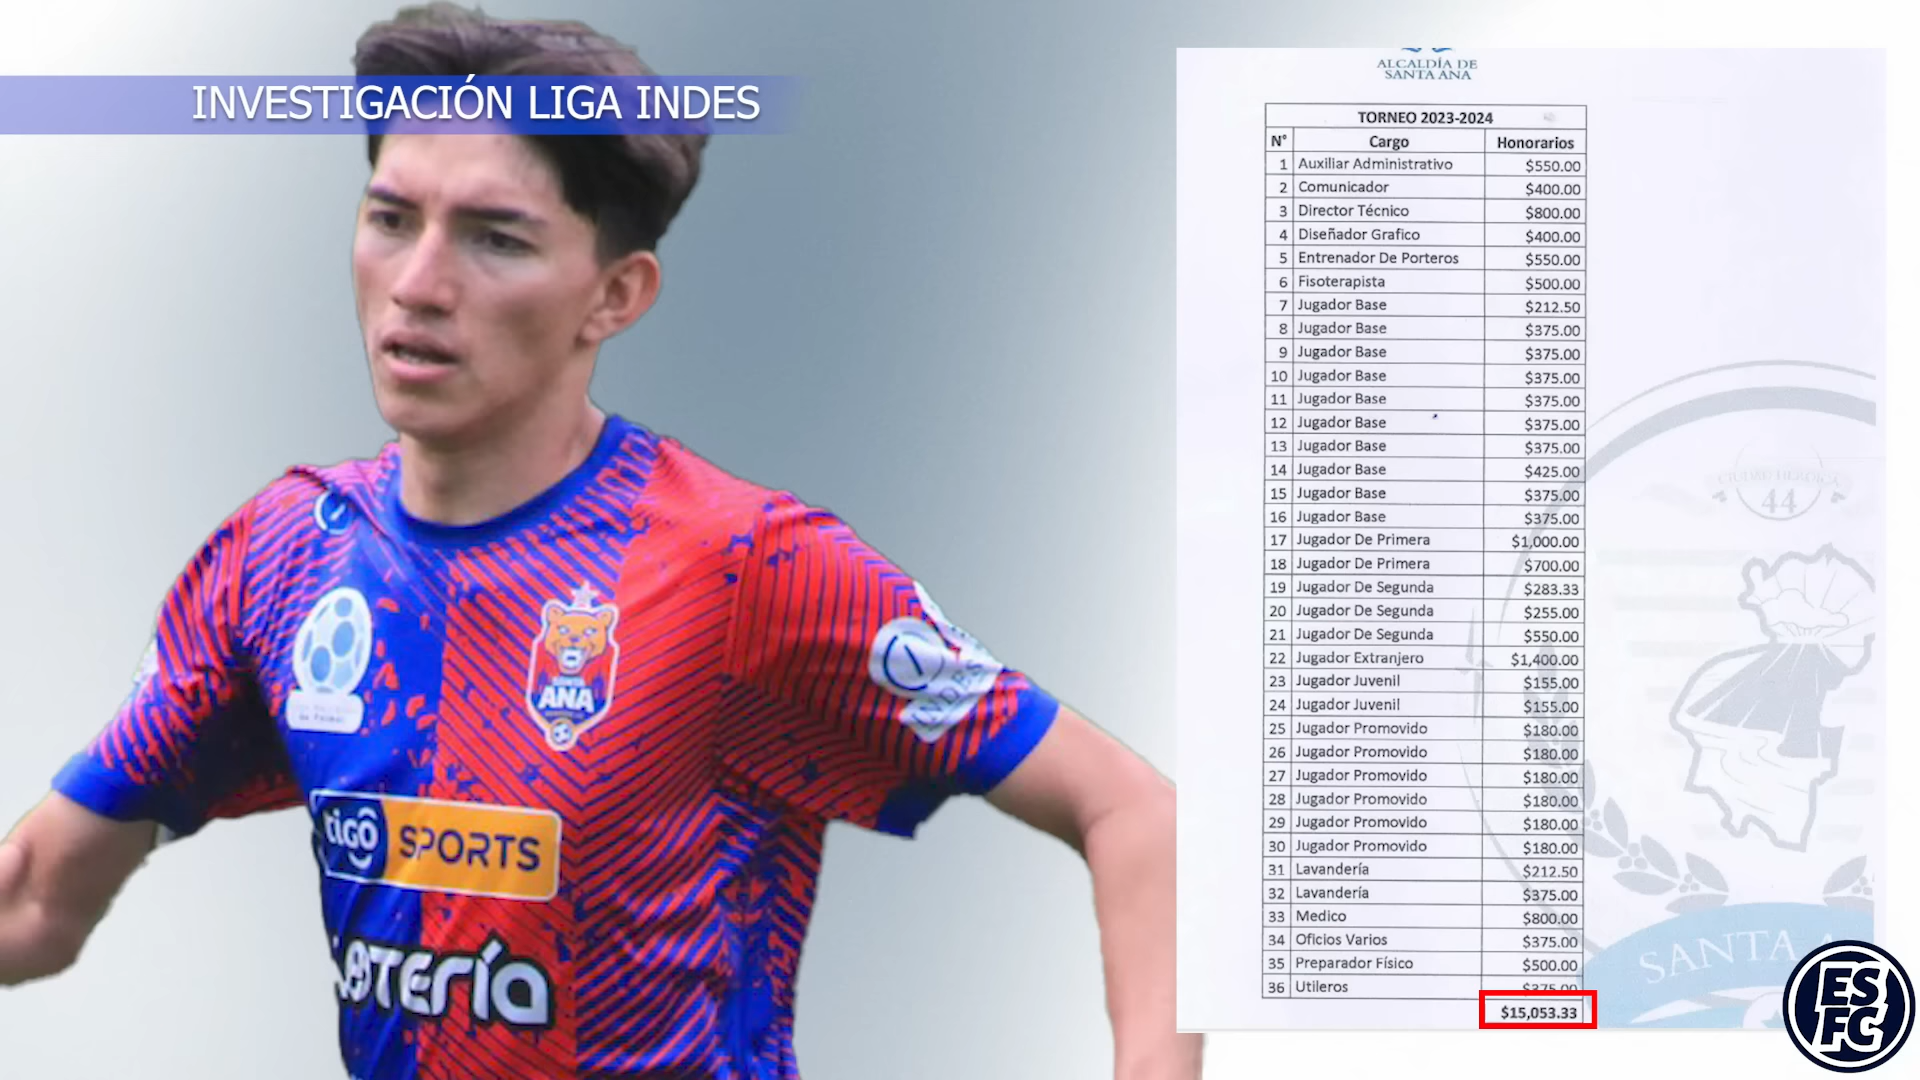 INVESTIGACIÓN LIGA INDES
ALCALDÍA DE
SANTA ANA
TORNEO 2023-2024
N° Cargo Honorarios
1 Auxiliar Administrativo $550.00
2 Comunicador $400.00
3 Director Técnico $800.00
4 Diseñador Grafico $400.00
5 Entrenador De Porteros $550.00
6 Fisoterapista $500.00
7 Jugador Base $212.50
8 Jugador Base $375.00
9 Jugador Base $375.00
10 Jugador Base $375.00
11 Jugador Base $375.00
12 Jugador Base $375.00
13 Jugador Base $375.00
14 Jugador Base $425.00
15 Jugador Base $375.00
16 Jugador Base $375.00
17 Jugador De Primera $1,000.00
18 Jugador De Primera $700.00
19 Jugador De Segunda $283.33
20 Jugador De Segunda $255.00
21 Jugador De Segunda $550.00
22 Jugador Extranjero $1,400.00
23 Jugador Juvenil $155.00
24 Jugador Juvenil $155.00
25 Jugador Promovido $180.00
26 Jugador Promovido $180.00
27 Jugador Promovido $180.00
28 Jugador Promovido $180.00
29 Jugador Promovido $180.00
30 Jugador Promovido $180.00
31 Lavandería $212.50
32 Lavandería $375.00
33 Medico $800.00
34 Oficios Varios $375.00
35 Preparador Físico $500.00
36 Utileros $375.00
$15,053.33
CIUDAD HEROICA
44
SANTA A
ANA
INDES
tigo SPORTS
LOTERÍA
ES
FC